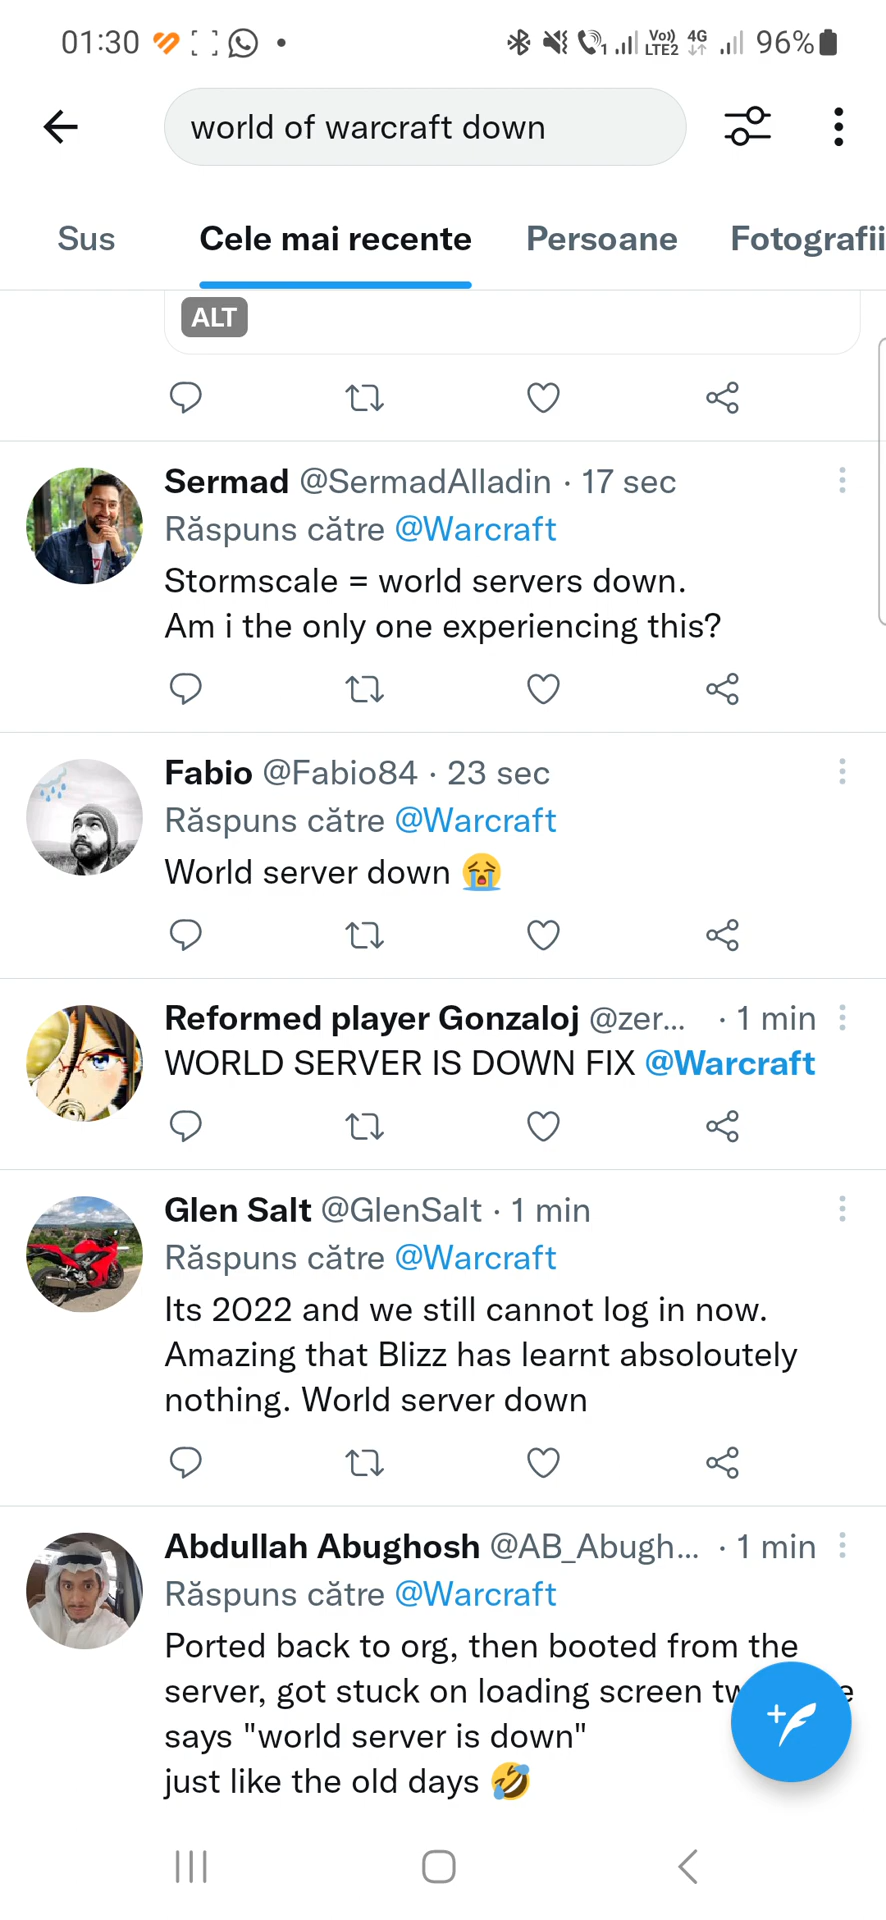 01:30
Vo)) LTE2 4G 96%
world of warcraft down
Sus Cele mai recente Persoane Fotografii
ALT
Sermad @SermadAlladin · 17 sec
Răspuns către @Warcraft
Stormscale = world servers down.
Am i the only one experiencing this?
Fabio @Fabio84 · 23 sec
Răspuns către @Warcraft
World server down 😭
Reformed player Gonzaloj @zer... · 1 min
WORLD SERVER IS DOWN FIX @Warcraft
Glen Salt @GlenSalt · 1 min
Răspuns către @Warcraft
Its 2022 and we still cannot log in now.
Amazing that Blizz has learnt absoloutely
nothing. World server down
Abdullah Abughosh @AB_Abugh... · 1 min
Răspuns către @Warcraft
Ported back to org, then booted from the
server, got stuck on loading screen
says "world server is down"
just like the old days 🤣